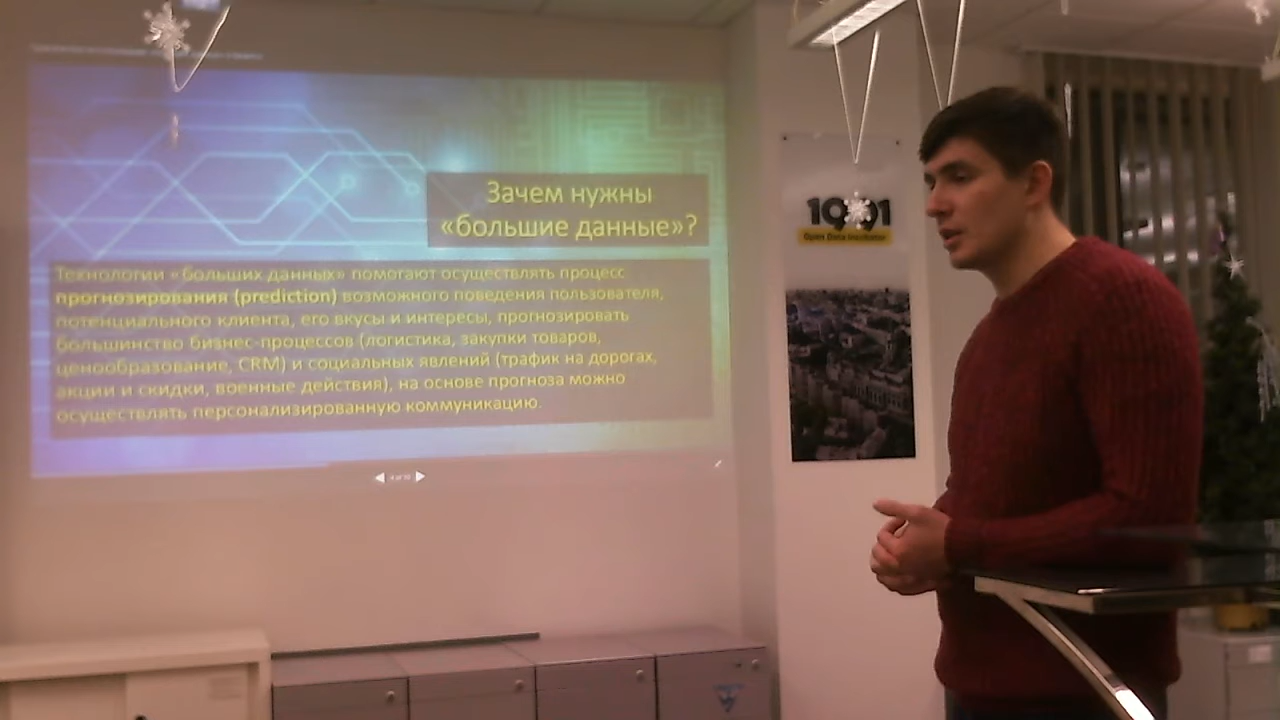 Зачем нужны
«большие данные»?
Технологии «больших данных» помогают осуществлять процесс
прогнозирования (prediction) возможного поведения пользователя,
потенциального клиента, его вкусы и интересы, прогнозировать
большинство бизнес-процессов (логистика, закупки товаров,
ценообразование, CRM) и социальных явлений (трафик на дорогах,
акции и скидки, военные действия), на основе прогноза можно
осуществлять персонализированную коммуникацию.
1991
Open Data Incubator